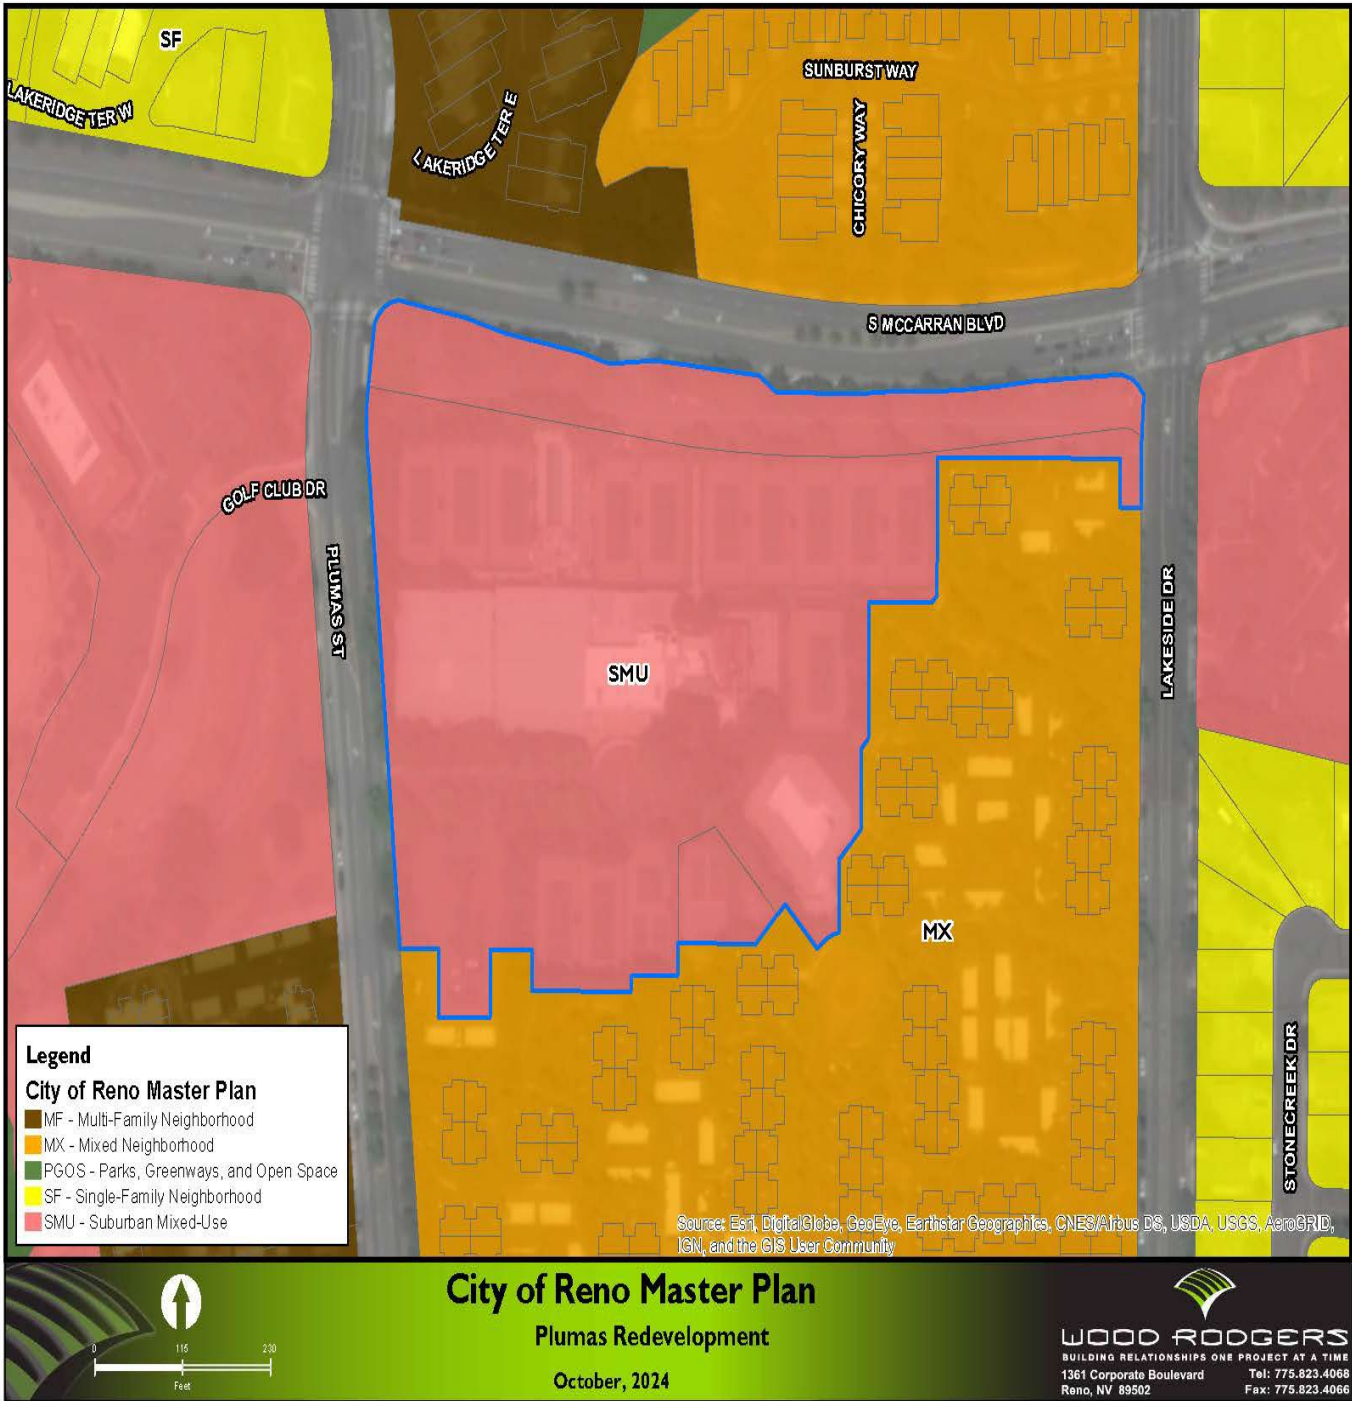 SF
LAKERIDGE TER W
LAKERIDGE TER E
SUNBURST WAY
CHICORY WAY
S MCCARRAN BLVD
GOLF CLUB DR
PLUMAS ST
SMU
LAKESIDE DR
MX
STONECREEK DR
Legend
City of Reno Master Plan
MF - Multi-Family Neighborhood
MX - Mixed Neighborhood
PGOS - Parks, Greenways, and Open Space
SF - Single-Family Neighborhood
SMU - Suburban Mixed-Use
Source: Esri, DigitalGlobe, GeoEye, Earthstar Geographics, CNES/Airbus DS, USDA, USGS, AeroGRID,
IGN, and the GIS User Community
0 115 230
Feet
City of Reno Master Plan
Plumas Redevelopment
October, 2024
WOOD RODGERS
BUILDING RELATIONSHIPS ONE PROJECT AT A TIME
1361 Corporate Boulevard Tel: 775.823.4068
Reno, NV 89502 Fax: 775.823.4066